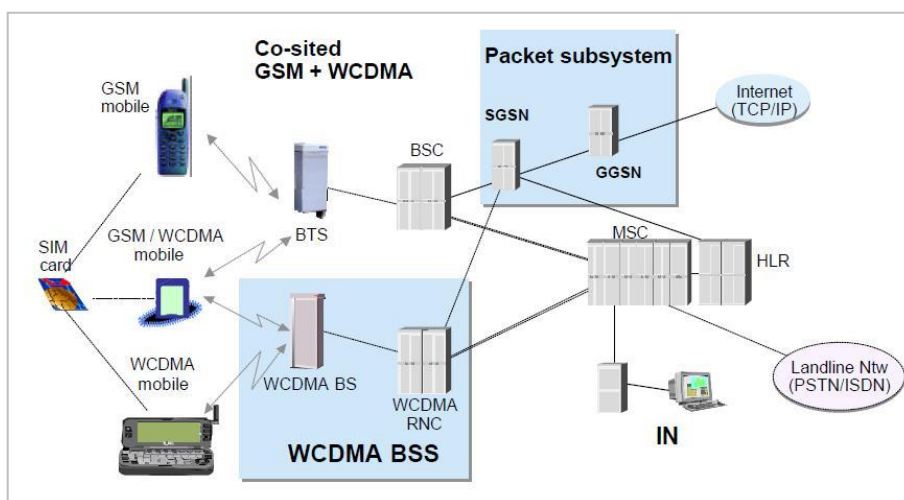 Co-sited
GSM + WCDMA
Packet subsystem
GSM
mobile
Internet
(TCP/IP)
SGSN
BSC
GGSN
BTS
MSC
SIM
card
GSM / WCDMA
mobile
HLR
WCDMA
mobile
WCDMA BS
WCDMA
RNC
Landline Ntw
(PSTN/ISDN)
IN
WCDMA BSS